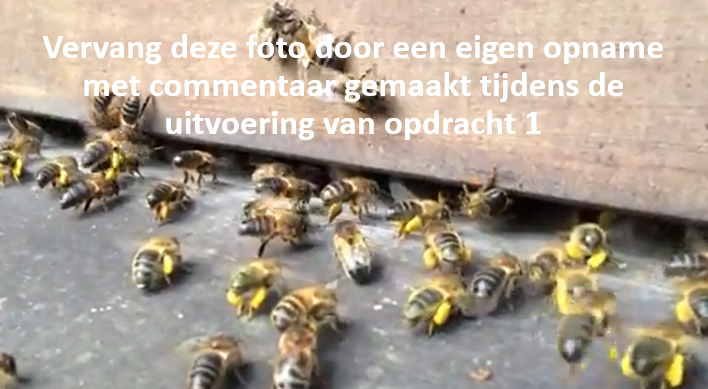 Vervang deze foto door een eigen opname
met commentaar gemaakt tijdens de
uitvoering van opdracht 1